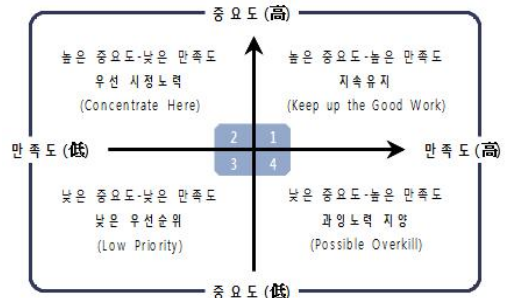 중요도(高)
높은 중요도-낮은 만족도
우선 시정노력
(Concentrate Here)
높은 중요도-높은 만족도
지속유지
(Keep up the Good Work)
2 1
만족도(低)
만족도(高)
3 4
낮은 중요도-낮은 만족도
낮은 우선순위
(Low Priority)
낮은 중요도-높은 만족도
과잉노력 지양
(Possible Overkill)
중요도(低)